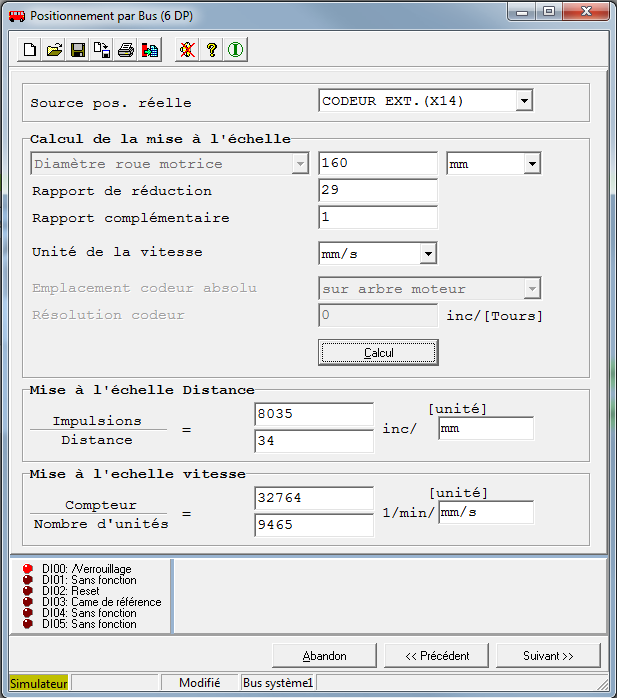 Positionnement par Bus (6 DP)
Source pos. réelle CODEUR EXT.(X14)
Calcul de la mise à l'échelle
Diamètre roue motrice 160 mm
Rapport de réduction 29
Rapport complémentaire 1
Unité de la vitesse mm/s
Emplacement codeur absolu sur arbre moteur
Résolution codeur 0 inc/[Tours]
Calcul
Mise à l'échelle Distance
Impulsions 8035 [unité]
= inc/ mm
Distance 34
Mise à l'echelle vitesse
Compteur 32764 [unité]
= 1/min/ mm/s
Nombre d'unités 9465
DI00: /Verrouillage
DI01: Sans fonction
DI02: Reset
DI03: Came de référence
DI04: Sans fonction
DI05: Sans fonction
Abandon << Précédent Suivant >>
Simulateur Modifié Bus système1